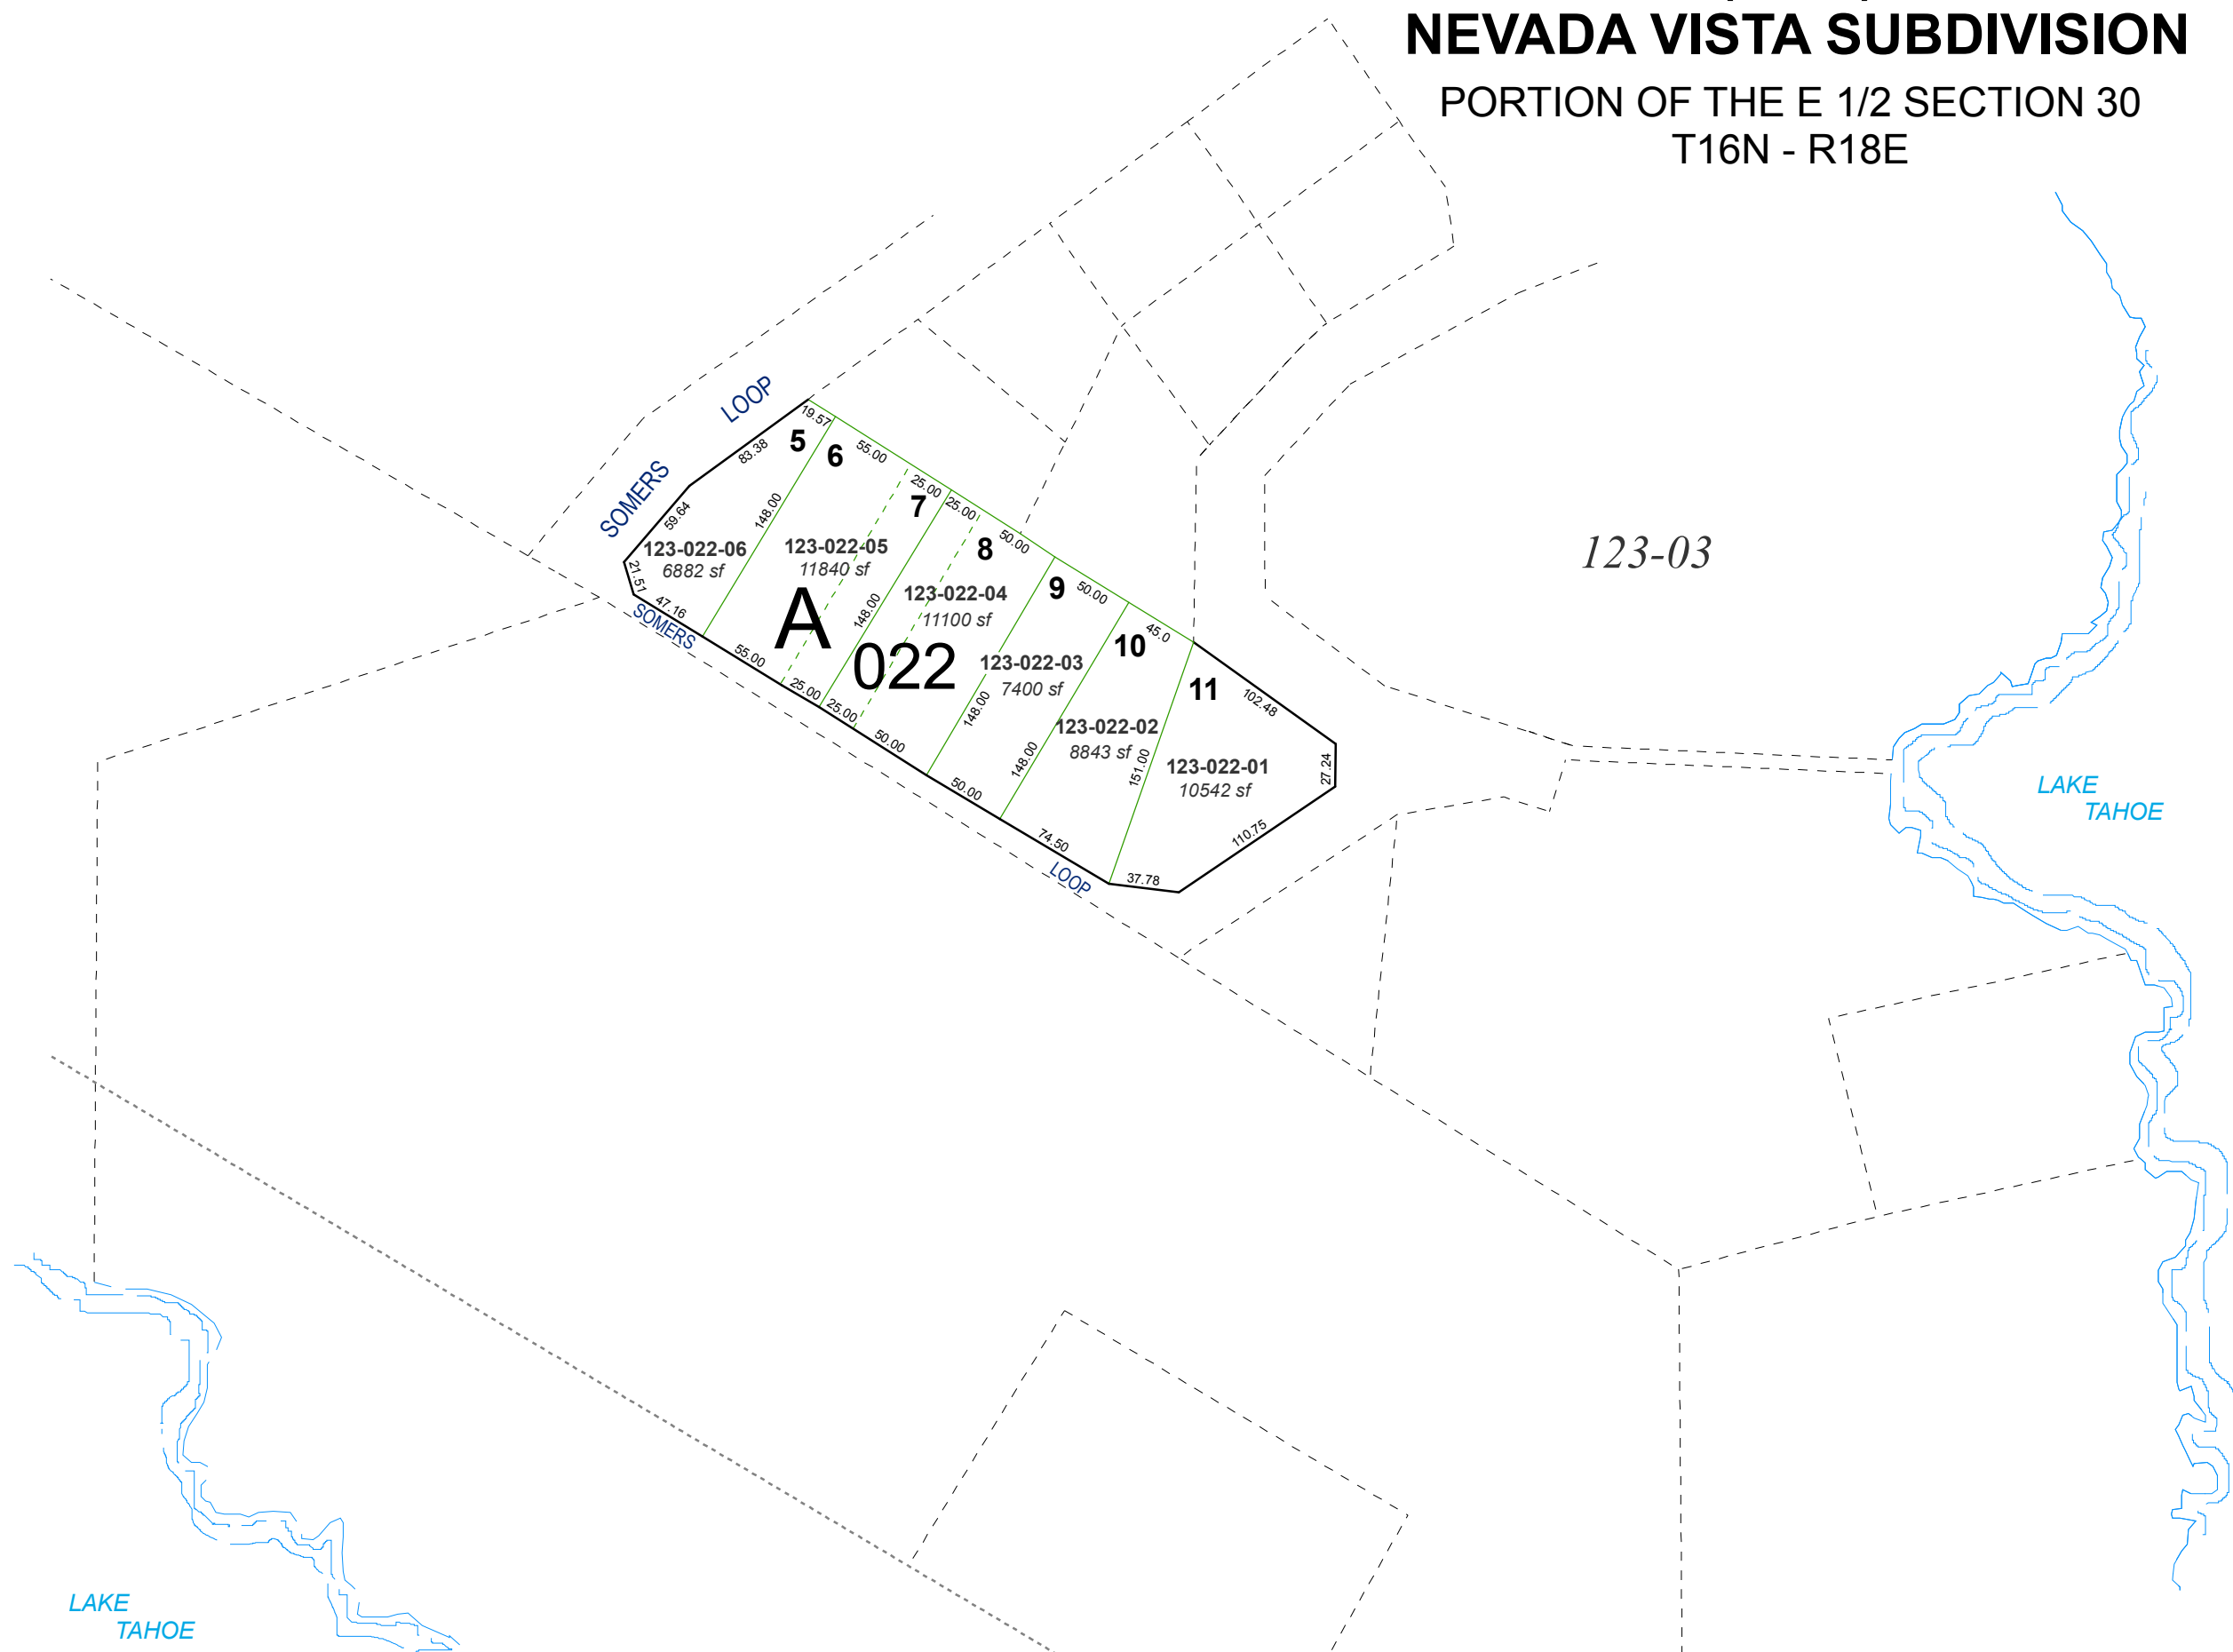 NEVADA VISTA SUBDIVISION
PORTION OF THE E 1/2 SECTION 30
T16N - R18E
LOOP
SOMERS
19.57
83.38
5
6
55.00
25.00
7
25.00
59.64
148.00
8
50.00
123-022-06
6882 sf
123-022-05
11840 sf
123-03
21.51
47.16
SOMERS
A
148.00
123-022-04
11100 sf
9
50.00
45.0
10
55.00
022
123-022-03
7400 sf
11
102.48
25.00
25.00
148.00
123-022-02
8843 sf
50.00
148.00
151.00
123-022-01
10542 sf
27.24
LAKE
TAHOE
50.00
74.50
110.75
LOOP
37.78
LAKE
TAHOE